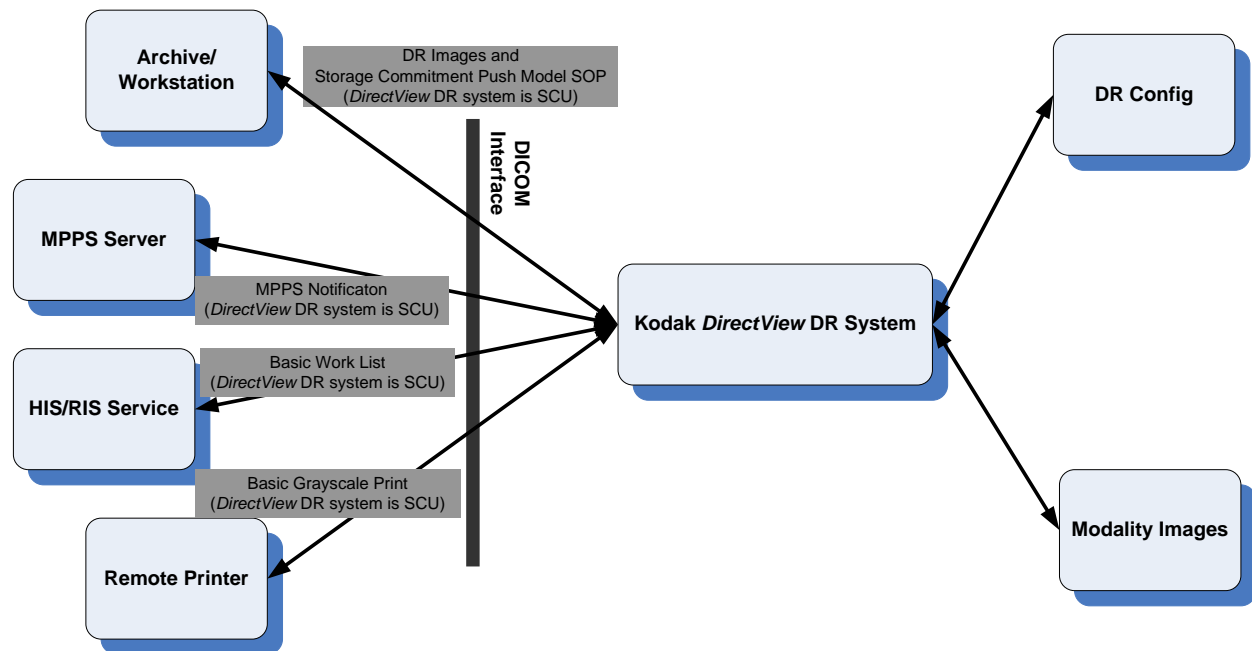 Archive/
Workstation
DR Images and
Storage Commitment Push Model SOP
(DirectView DR system is SCU)
DR Config
DICOM
Interface
MPPS Server
MPPS Notificaton
(DirectView DR system is SCU)
Kodak DirectView DR System
Basic Work List
(DirectView DR system is SCU)
HIS/RIS Service
Basic Grayscale Print
(DirectView DR system is SCU)
Modality Images
Remote Printer